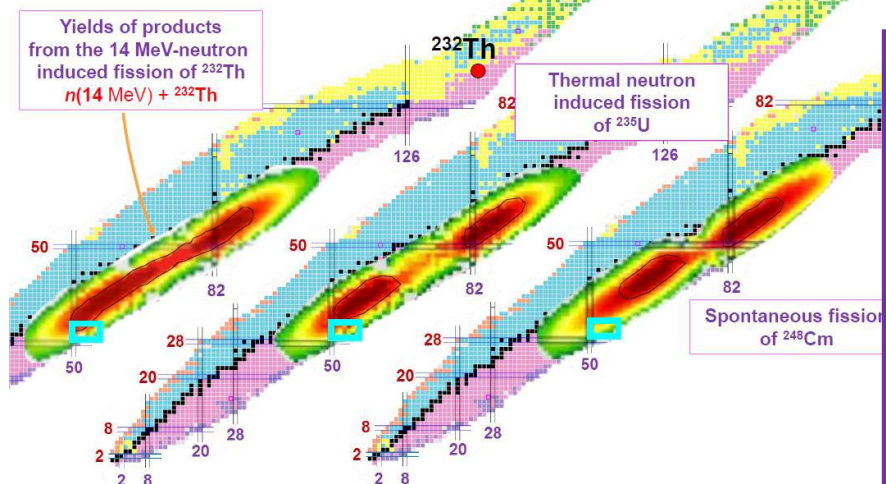 Yields of products
from the 14 MeV-neutron
induced fission of ²³²Th
n(14 MeV) + ²³²Th
²³²Th
Thermal neutron
induced fission
of ²³⁵U
82
82
126
126
50
50
50
82
82
82
Spontaneous fission
of ²⁴⁸Cm
28
28
50
50
50
20
20
28
28
8
8
20
20
2
2
2 8
2 8